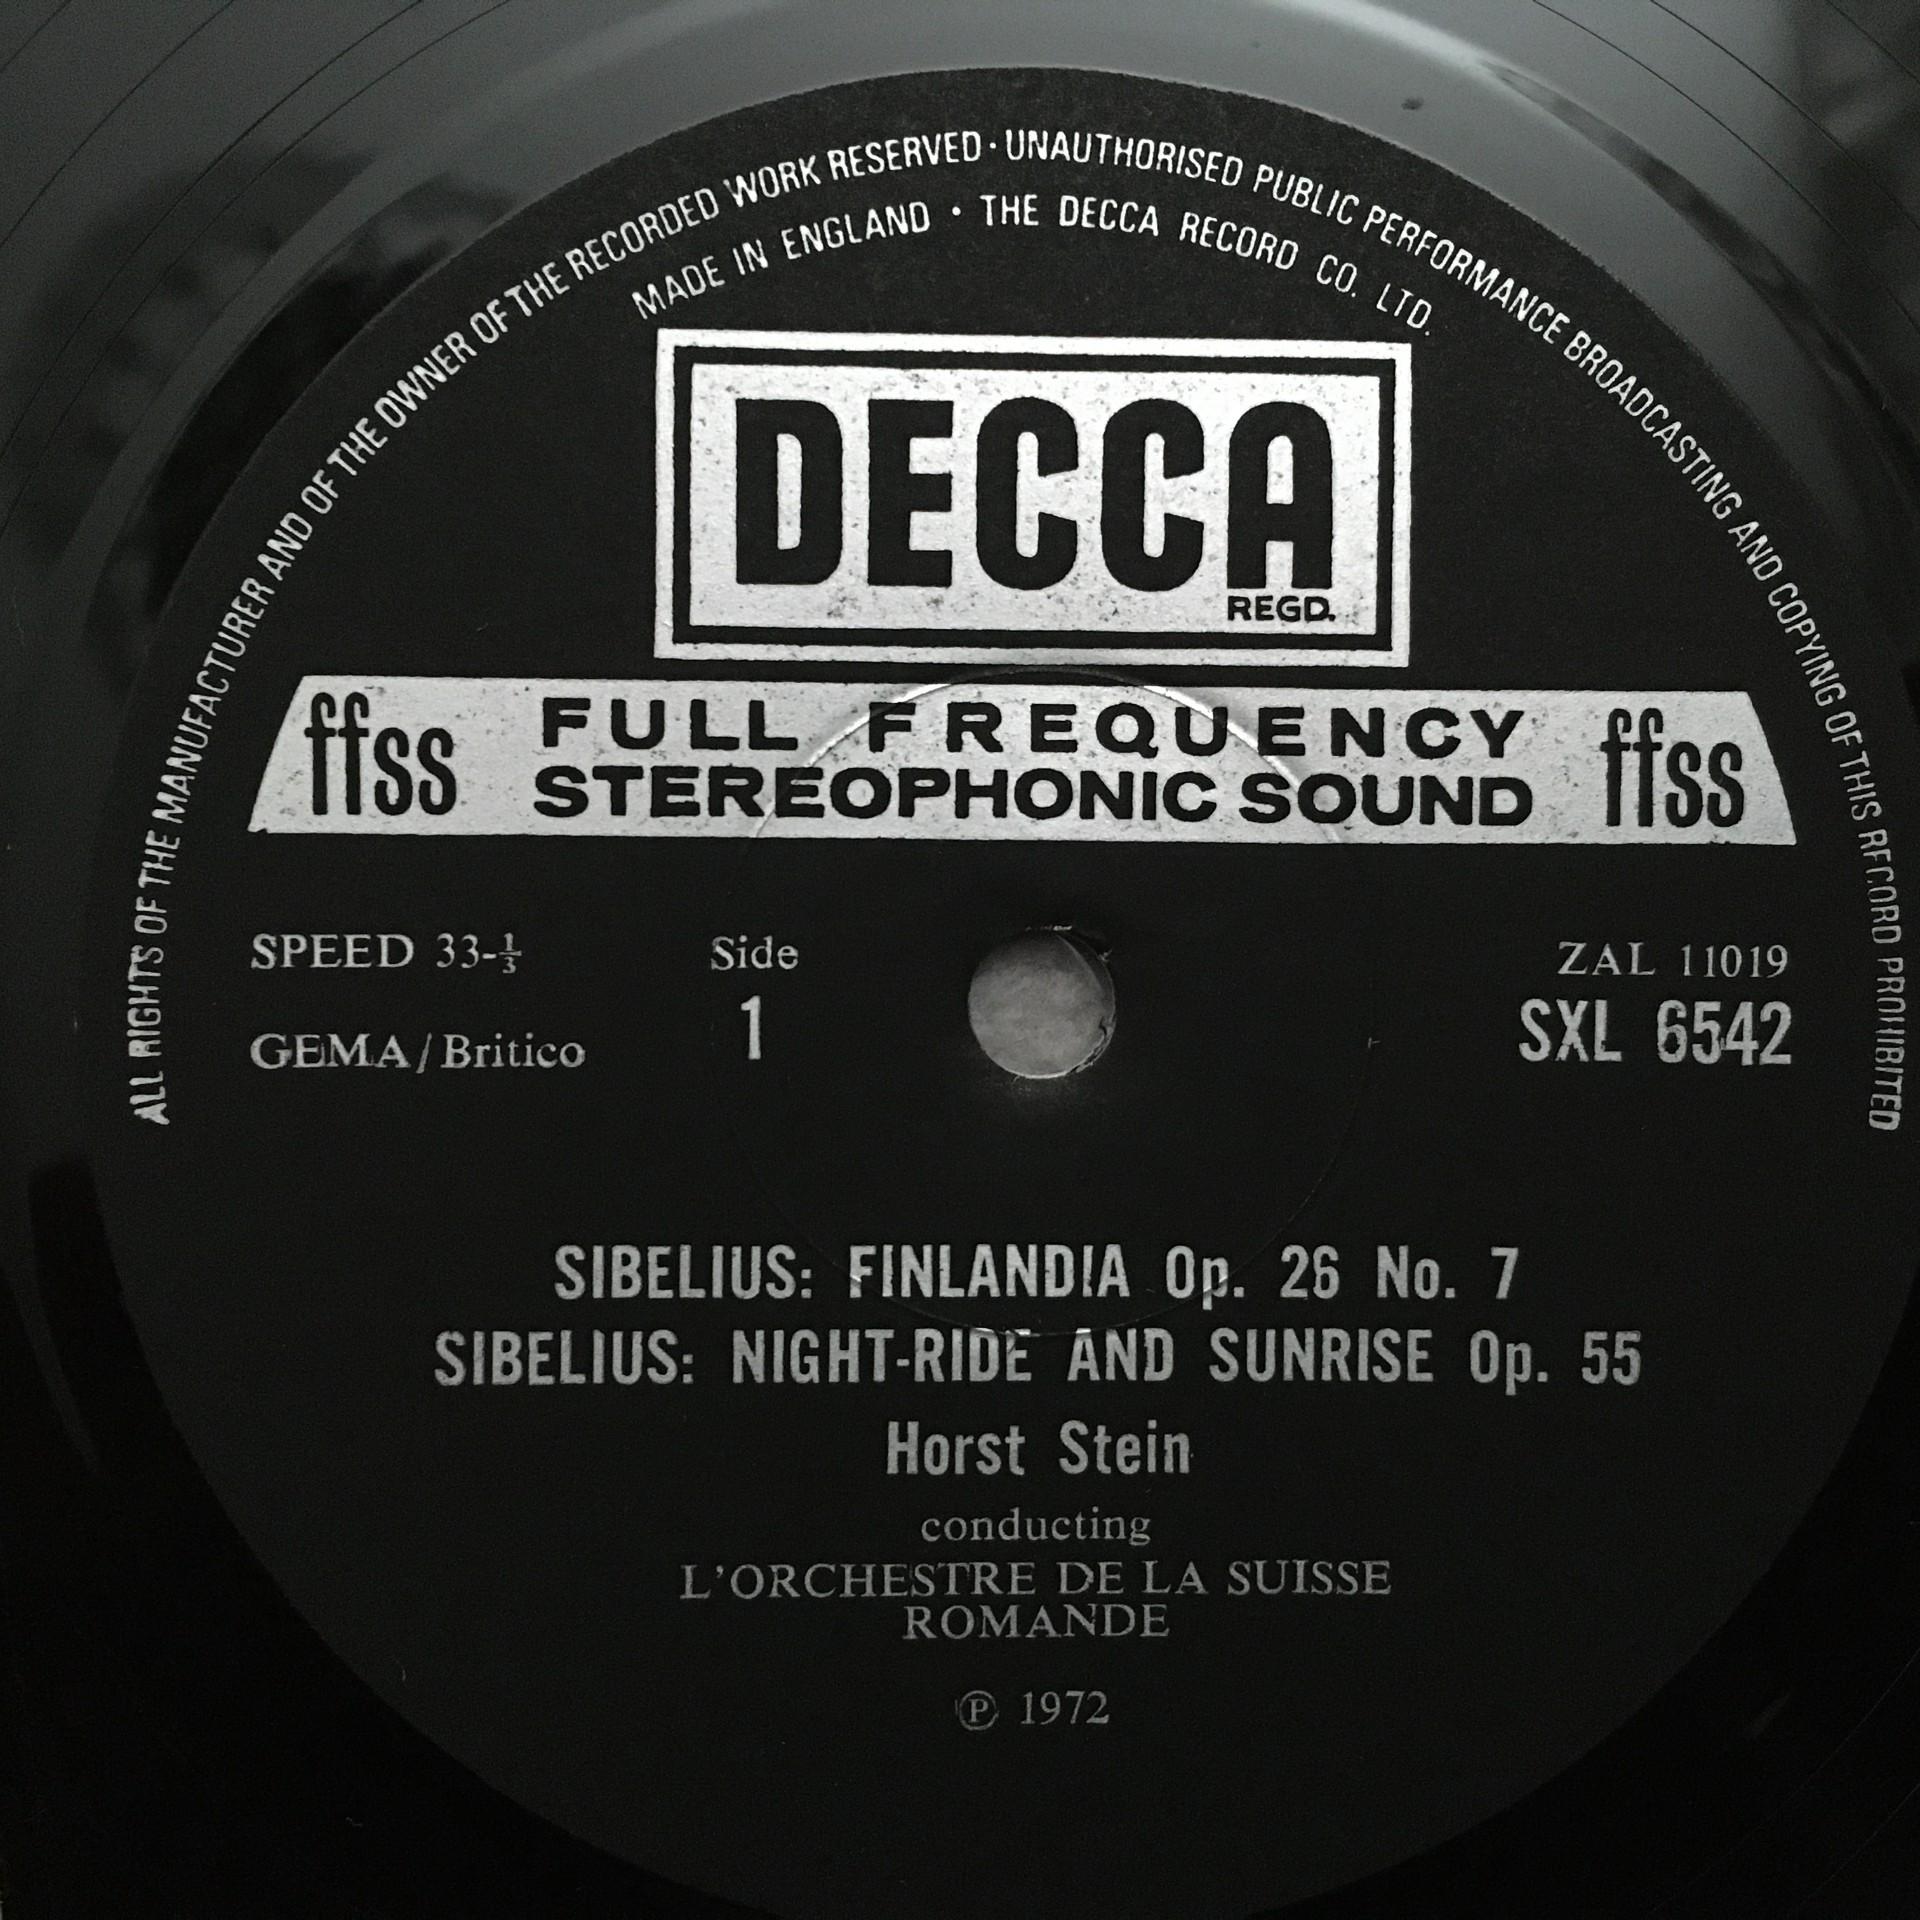 ALL RIGHTS OF THE MANUFACTURER AND OF THE OWNER OF THE RECORDED WORK RESERVED · UNAUTHORISED PUBLIC PERFORMANCE BROADCASTING AND COPYING OF THIS RECORD PROHIBITED
MADE IN ENGLAND · THE DECCA RECORD CO. LTD.
DECCA
REGD.
ffss FULL FREQUENCY STEREOPHONIC SOUND ffss
SPEED 33-⅓ Side ZAL 11019
GEMA/Britico 1 SXL 6542
SIBELIUS: FINLANDIA Op. 26 No. 7
SIBELIUS: NIGHT-RIDE AND SUNRISE Op. 55
Horst Stein
conducting
L'ORCHESTRE DE LA SUISSE
ROMANDE
Ⓟ 1972